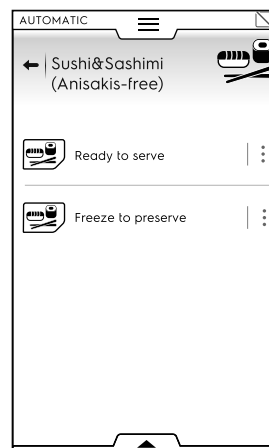 AUTOMATIC
Sushi&Sashimi
(Anisakis-free)
Ready to serve
Freeze to preserve